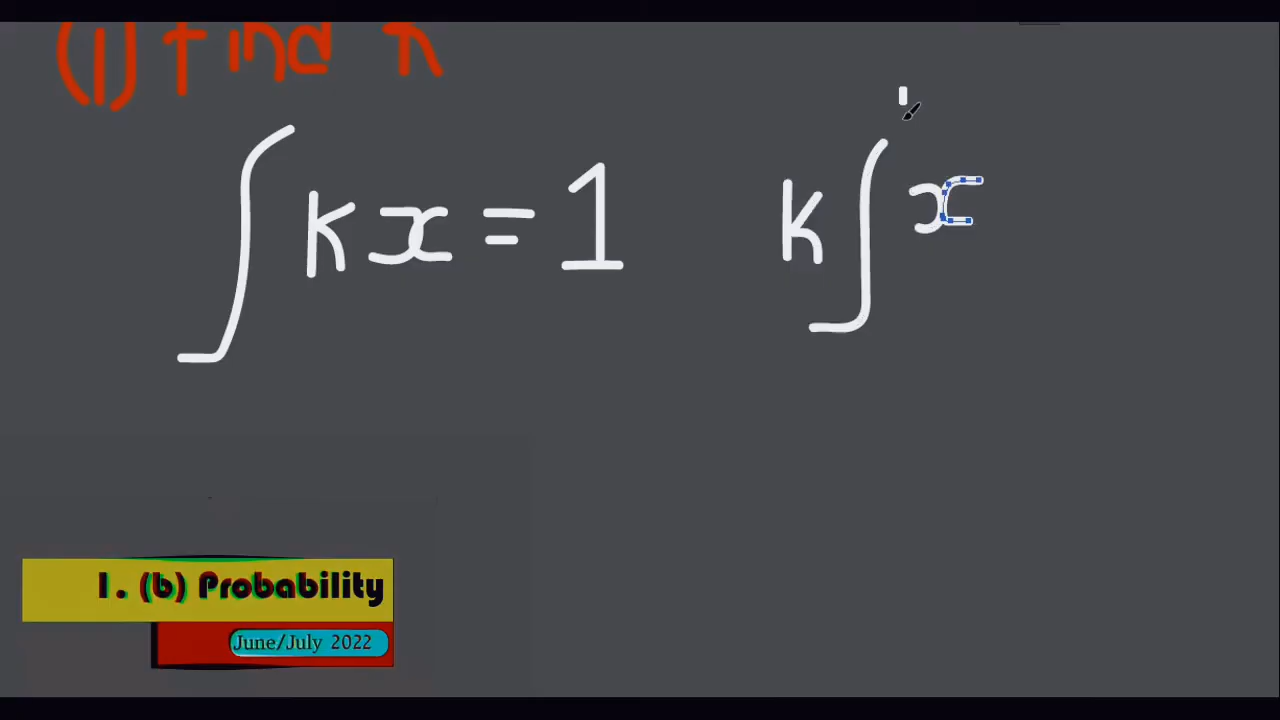 (i) find k
∫ kx = 1 k ∫ x
1. (b) Probability
June/July 2022